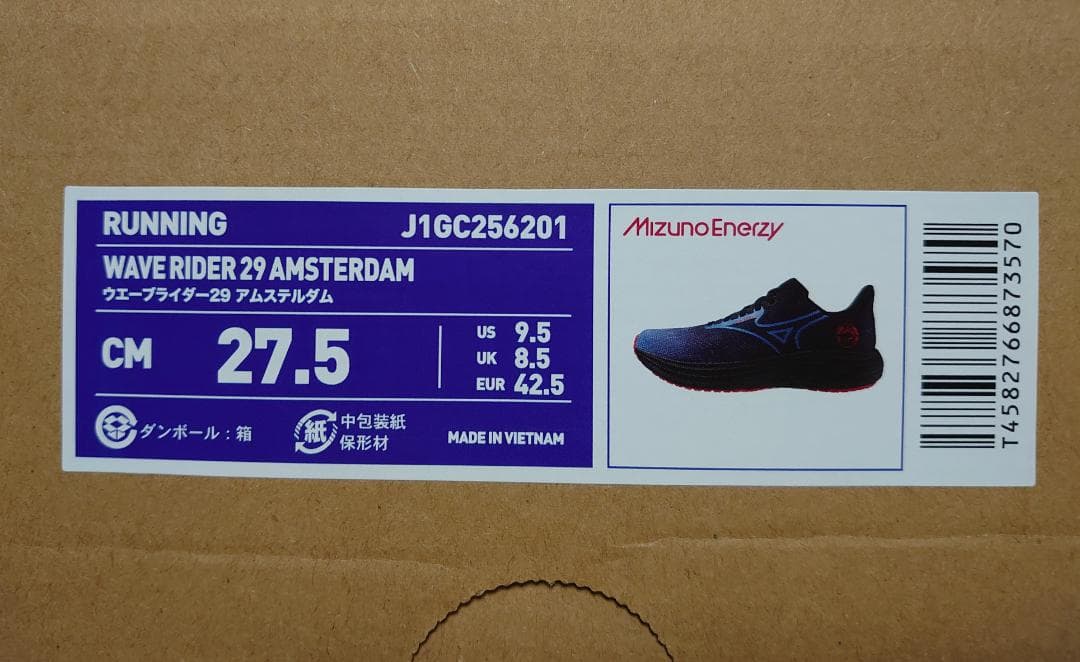 RUNNING
J1GC256201
WAVE RIDER 29 AMSTERDAM
ウエーブライダー29 アムステルダム
CM 27.5
US 9.5
UK 8.5
EUR 42.5
ダンボール：箱
紙
中包装紙
保形材
MADE IN VIETNAM
Mizuno Enerzy
T4582766873570